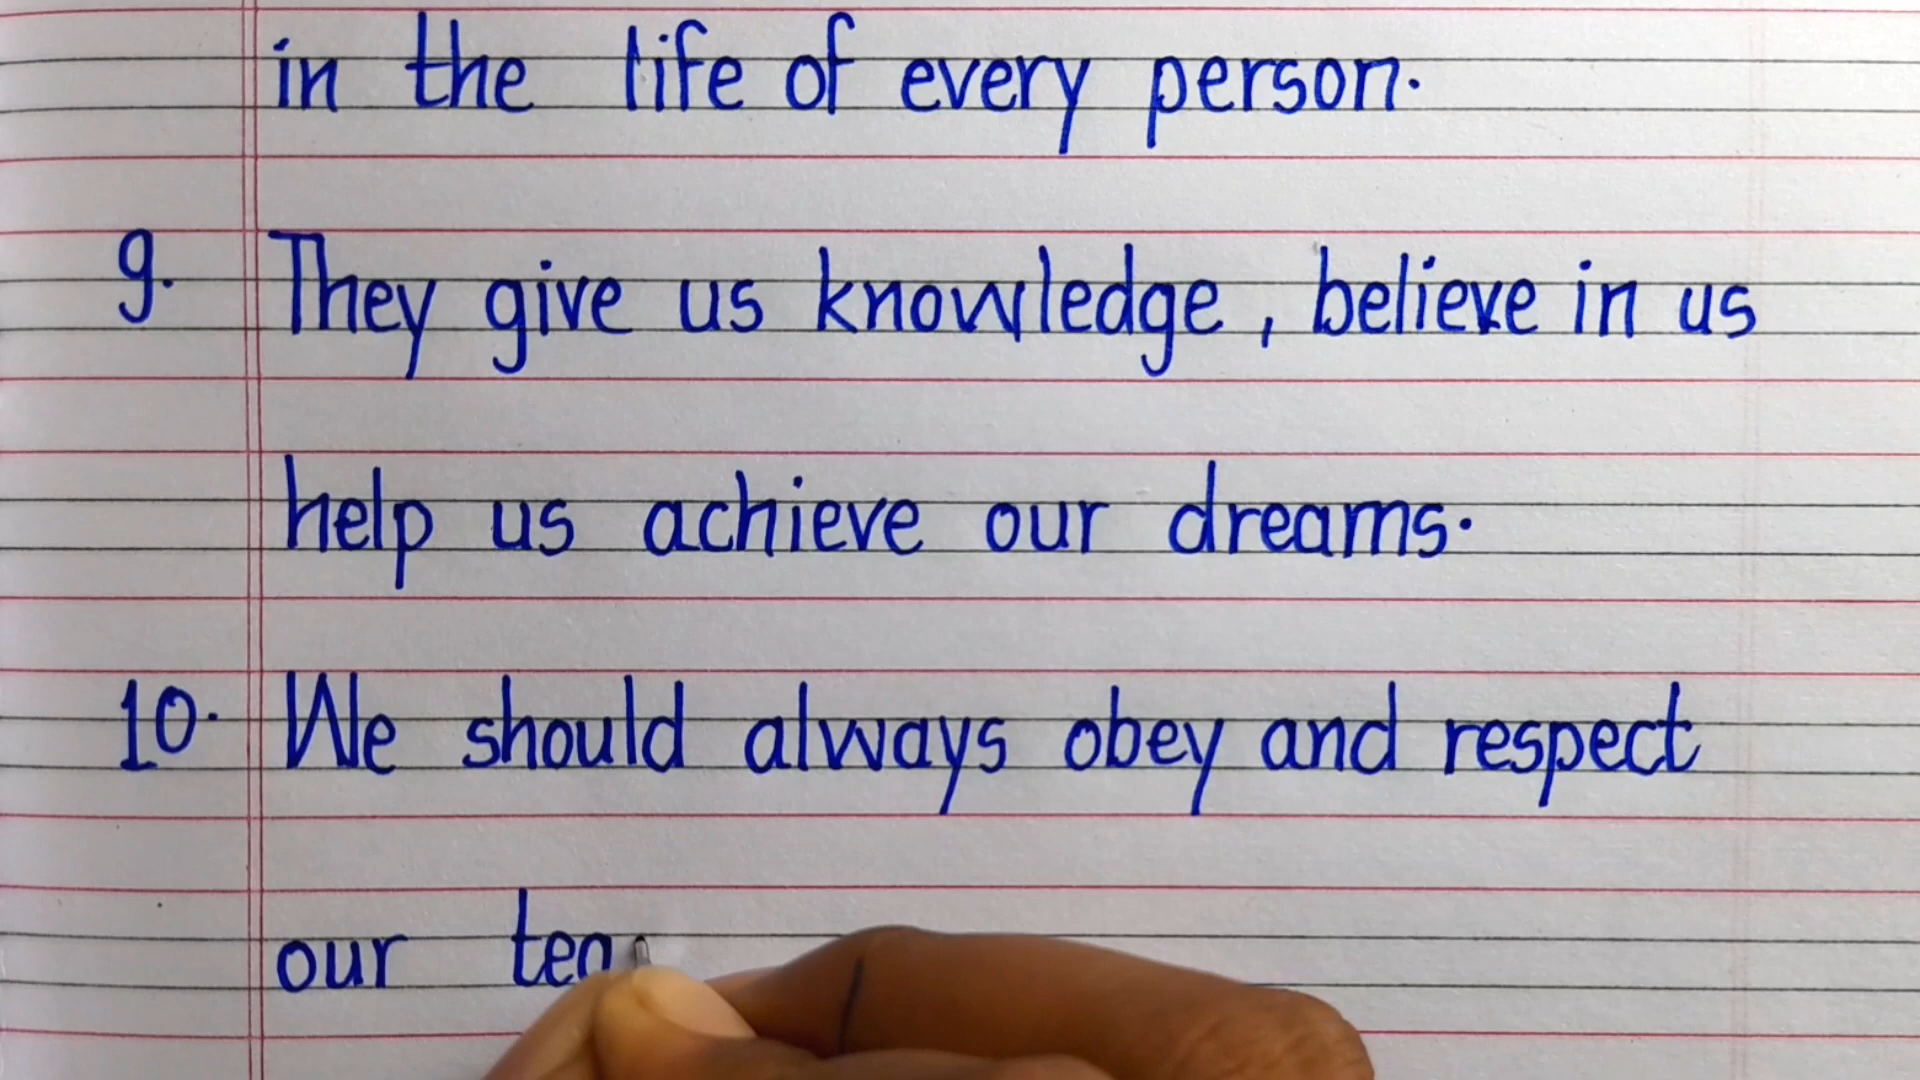 in the life of every person.
9. They give us knowledge, believe in us
help us achieve our dreams.
10. We should always obey and respect
our tea